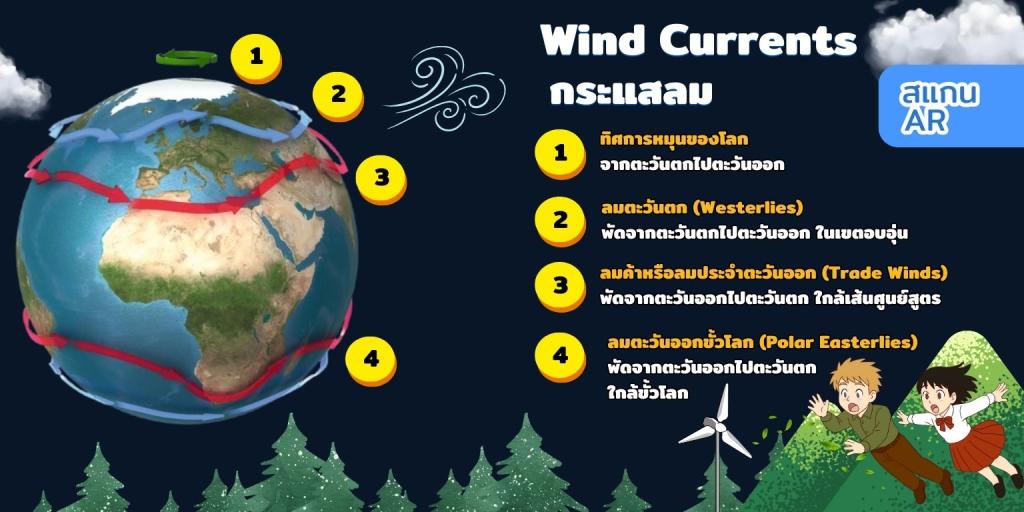 1
2
3
4
Wind Currents
กระแสลม
สแกน
AR
1
ทิศการหมุนของโลก
จากตะวันตกไปตะวันออก
2
ลมตะวันตก (Westerlies)
พัดจากตะวันตกไปตะวันออก ในเขตอบอุ่น
3
ลมค้าหรือลมประจำตะวันออก (Trade Winds)
พัดจากตะวันออกไปตะวันตก ใกล้เส้นศูนย์สูตร
4
ลมตะวันออกขั้วโลก (Polar Easterlies)
พัดจากตะวันออกไปตะวันตก
ใกล้ขั้วโลก